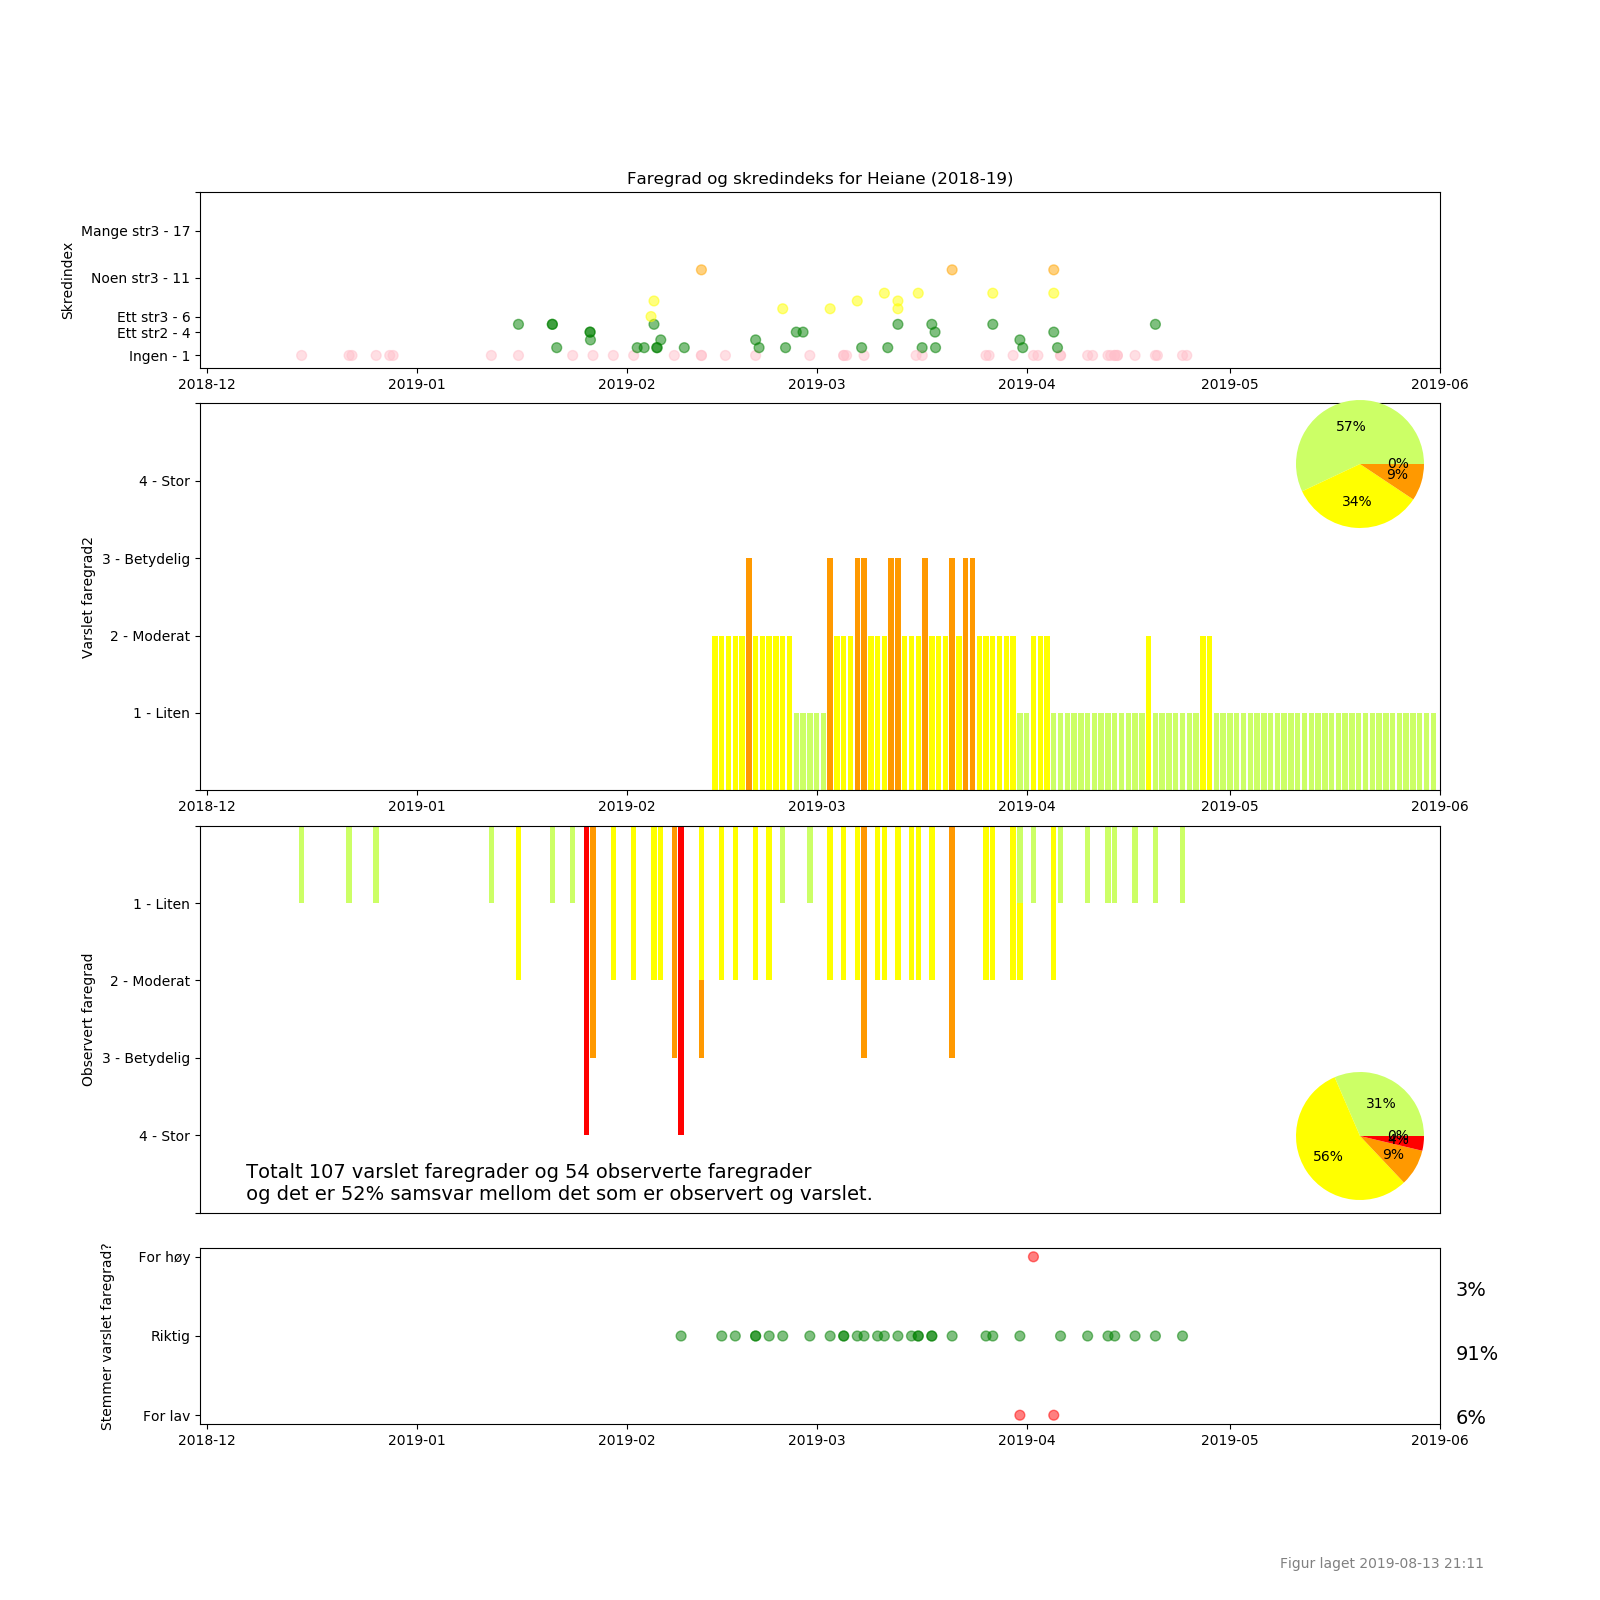 Faregrad og skredindeks for Heiane (2018-19)
Skredindex
Mange str3 - 17
Noen str3 - 11
Ett str3 - 6
Ett str2 - 4
Ingen - 1
2018-12 2019-01 2019-02 2019-03 2019-04 2019-05 2019-06
Varslet faregrad2
4 - Stor
3 - Betydelig
2 - Moderat
1 - Liten
57%
0%
9%
34%
2018-12 2019-01 2019-02 2019-03 2019-04 2019-05 2019-06
Observert faregrad
1 - Liten
2 - Moderat
3 - Betydelig
4 - Stor
31%
0%
9%
56%
Totalt 107 varslet faregrader og 54 observerte faregrader
og det er 52% samsvar mellom det som er observert og varslet.
Stemmer varslet faregrad?
For høy
Riktig
For lav
3%
91%
6%
2018-12 2019-01 2019-02 2019-03 2019-04 2019-05 2019-06
Figur laget 2019-08-13 21:11